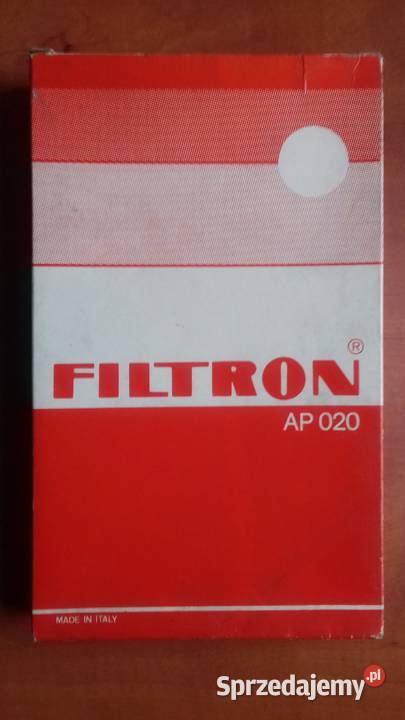 FILTRON®
AP 020
MADE IN ITALY
Sprzedajemy.pl